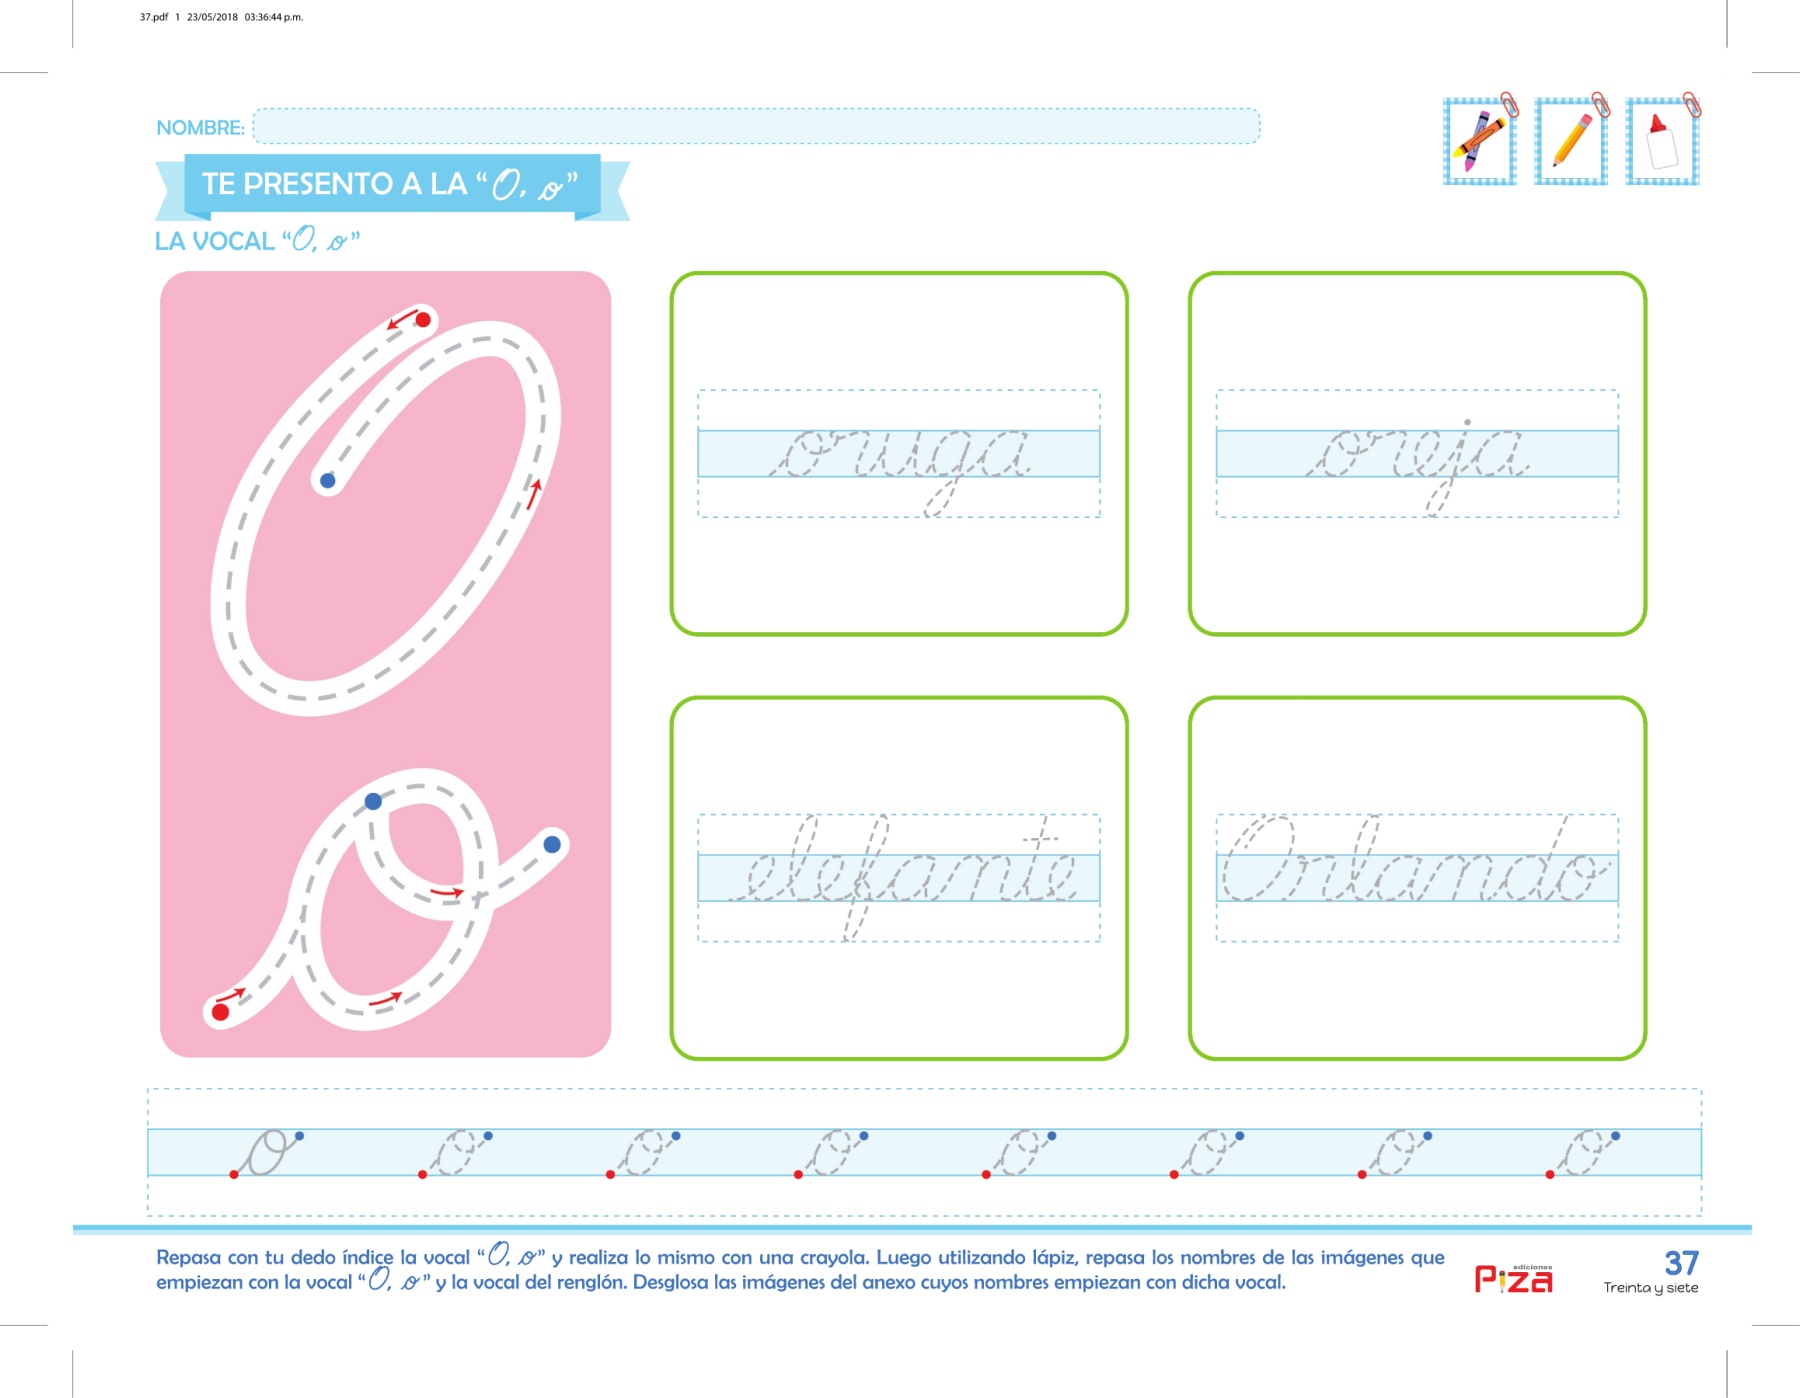 37.pdf 1 23/05/2018 03:36:44 p.m.
NOMBRE:
TE PRESENTO A LA “O, o”
LA VOCAL “O, o”
O
o
oruga
oreja
elefante
Orlando
o o o o o o o o
Repasa con tu dedo índice la vocal “O, o” y realiza lo mismo con una crayola. Luego utilizando lápiz, repasa los nombres de las imágenes que
empiezan con la vocal “O, o” y la vocal del renglón. Desglosa las imágenes del anexo cuyos nombres empiezan con dicha vocal.
ediciones
Piza
37
Treinta y siete